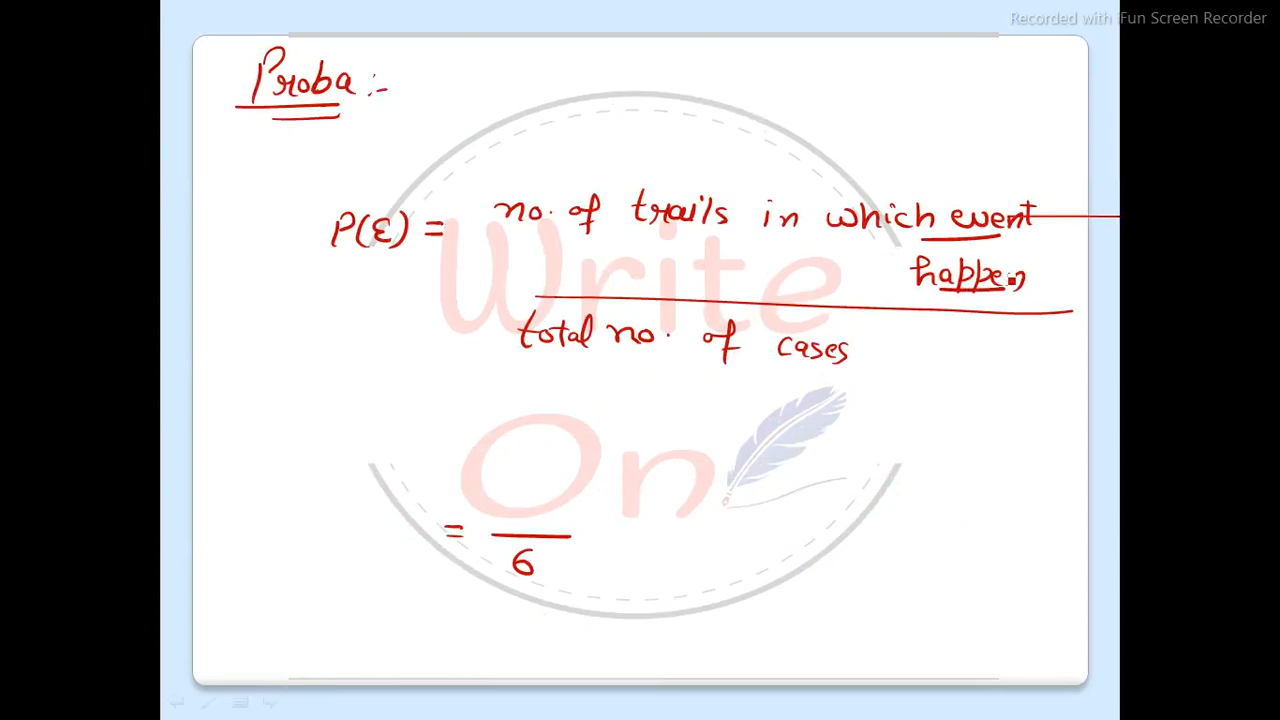 Recorded with iFun Screen Recorder
Proba :-
P(E) = no. of trails in which event
happen
total no. of cases
Write
On
= 
6